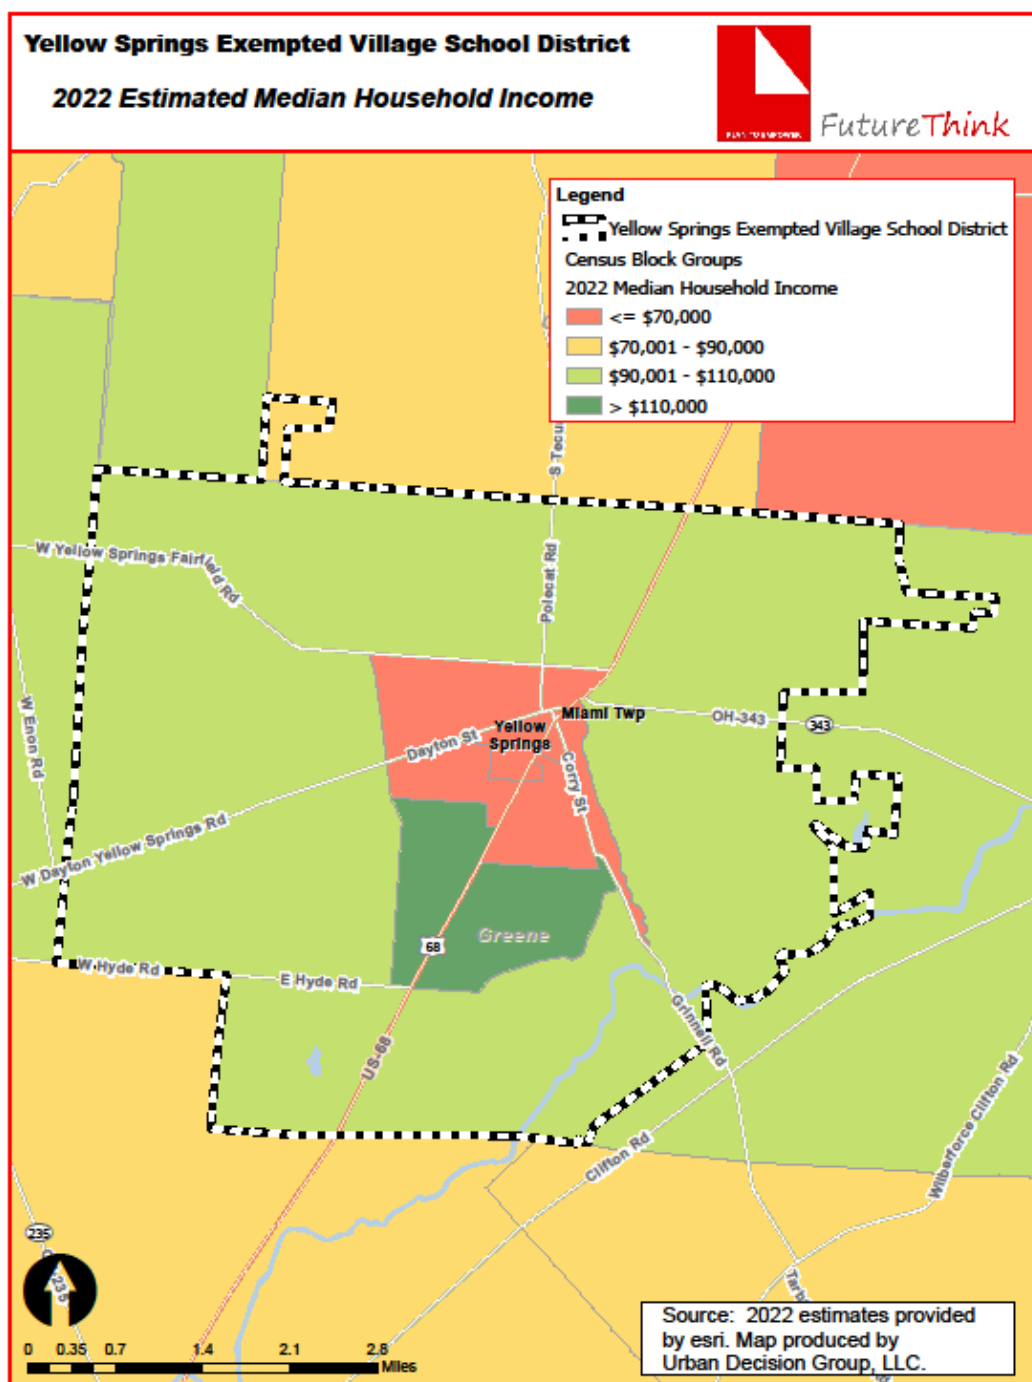 Yellow Springs Exempted Village School District
2022 Estimated Median Household Income
PLAN TO EMPOWER
FutureThink
Legend
Yellow Springs Exempted Village School District
Census Block Groups
2022 Median Household Income
<= $70,000
$70,001 - $90,000
$90,001 - $110,000
> $110,000
S Tecu
W Yellow Springs Fairfield Rd
Polecat Rd
W Enon Rd
Miami Twp
OH-343
343
Yellow
Springs
Dayton St
Corry St
W Dayton Yellow Springs Rd
Greene
68
W Hyde Rd
E Hyde Rd
Grinnell Rd
US-68
Clifton Rd
Wilberforce Clifton Rd
235
235
Tarb
0 0.35 0.7 1.4 2.1 2.8
Miles
Source: 2022 estimates provided
by esri. Map produced by
Urban Decision Group, LLC.